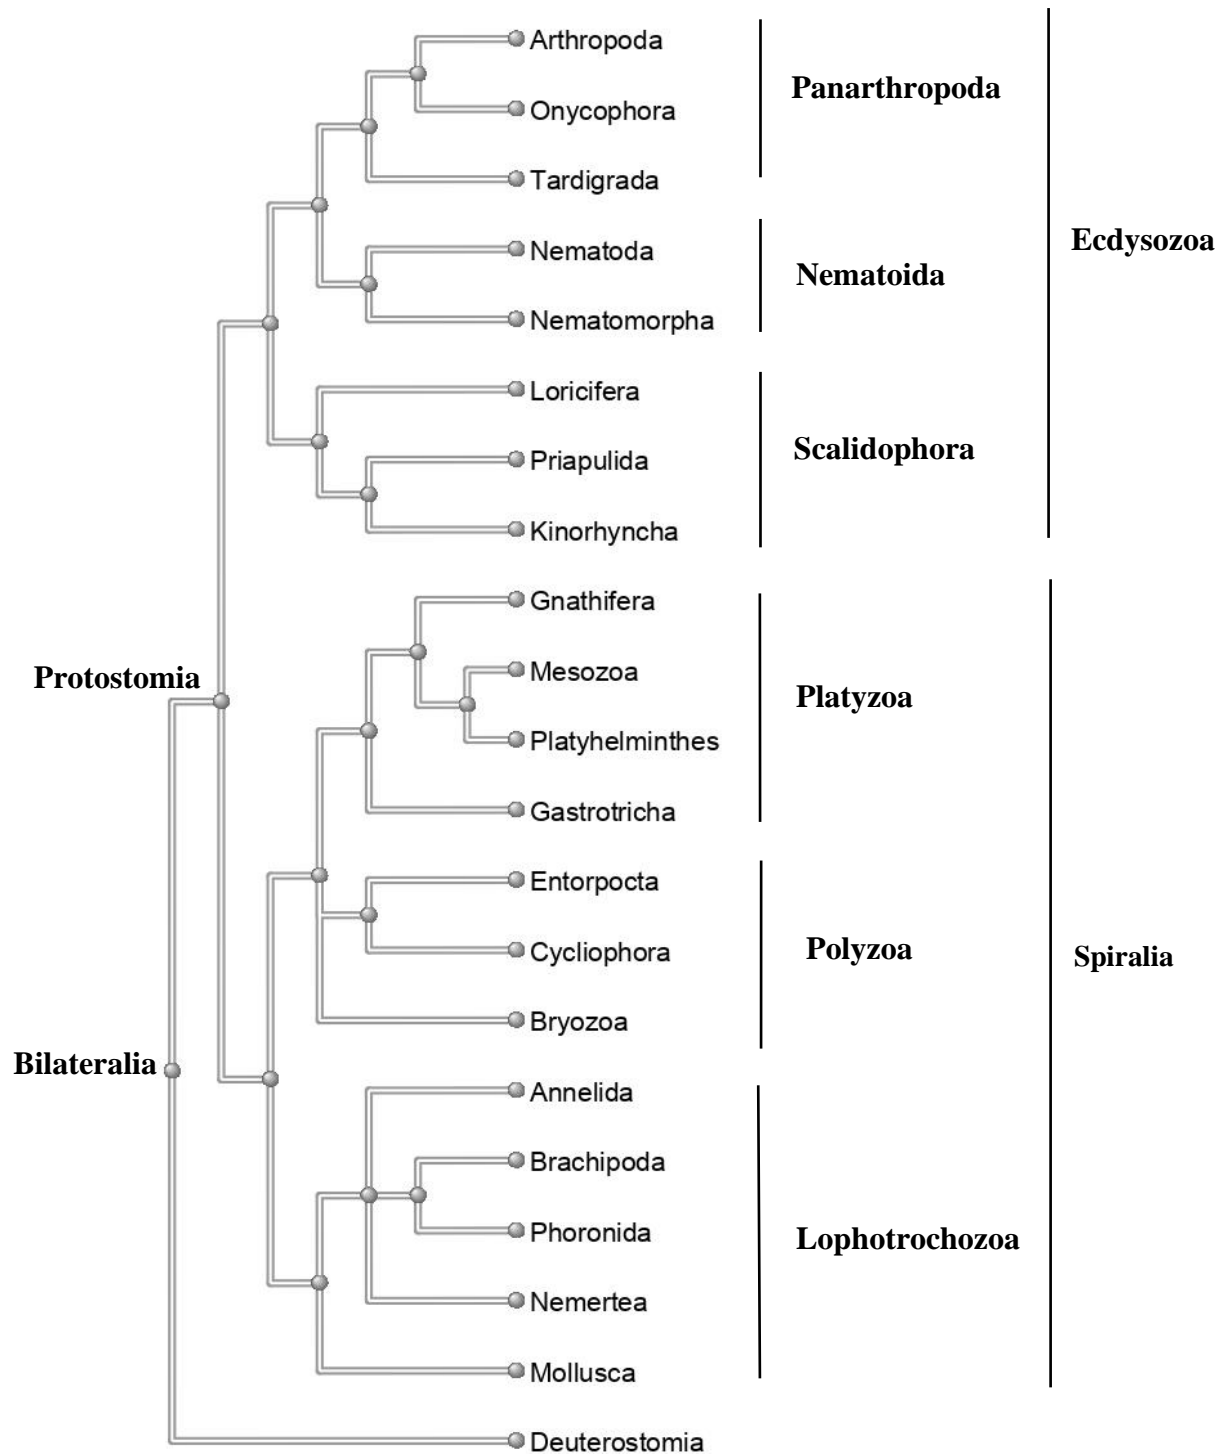 Arthropoda
Onycophora
Tardigrada
Panarthropoda
Nematoda
Nematomorpha
Nematoida
Ecdysozoa
Loricifera
Priapulida
Kinorhyncha
Scalidophora
Gnathifera
Mesozoa
Platyhelminthes
Gastrotricha
Platyzoa
Protostomia
Entorpocta
Cycliophora
Bryozoa
Polyzoa
Spiralia
Bilateralia
Annelida
Brachipoda
Phoronida
Nemertea
Mollusca
Lophotrochozoa
Deuterostomia